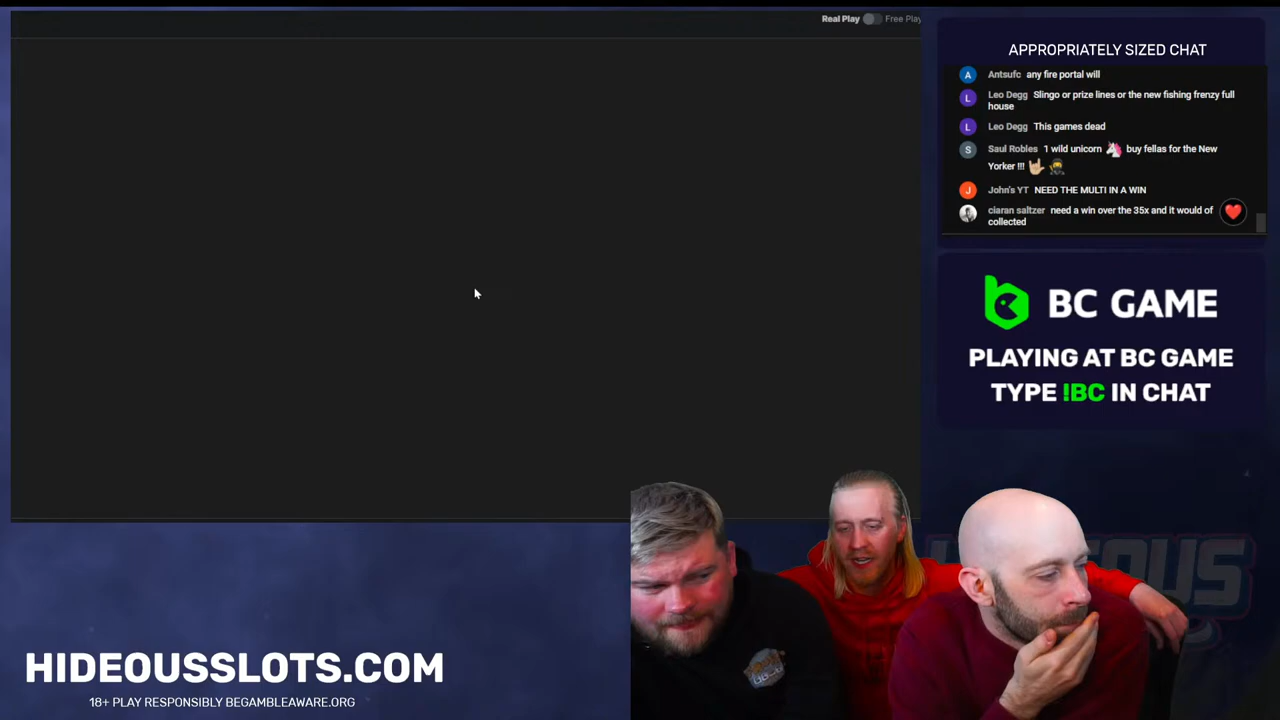 Real Play Free Play
APPROPRIATELY SIZED CHAT
A Antsufc any fire portal will
L Leo Degg Slingo or prize lines or the new fishing frenzy full
house
L Leo Degg This games dead
S Saul Robles 1 wild unicorn 🦄 buy fellas for the New
Yorker !!!
J John's YT NEED THE MULTI IN A WIN
ciaran saltzer need a win over the 35x and it would of
collected
BC GAME
PLAYING AT BC GAME
TYPE !BC IN CHAT
HIDEOUSSLOTS.COM
18+ PLAY RESPONSIBLY BEGAMBLEAWARE.ORG